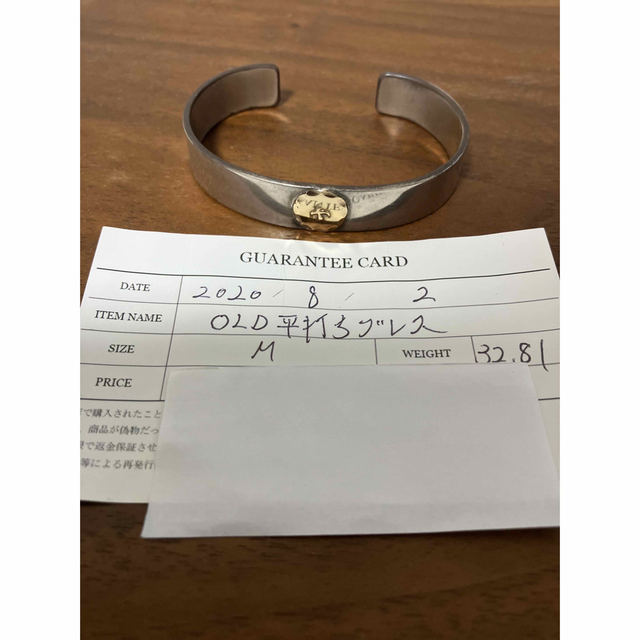 GUARANTEE CARD
DATE 2020 / 8 / 2
ITEM NAME OLD平打ちブレス
SIZE M WEIGHT 32.81
PRICE
で購入されたこと
、商品が偽物だっ
で返金保証させ
等による再発行